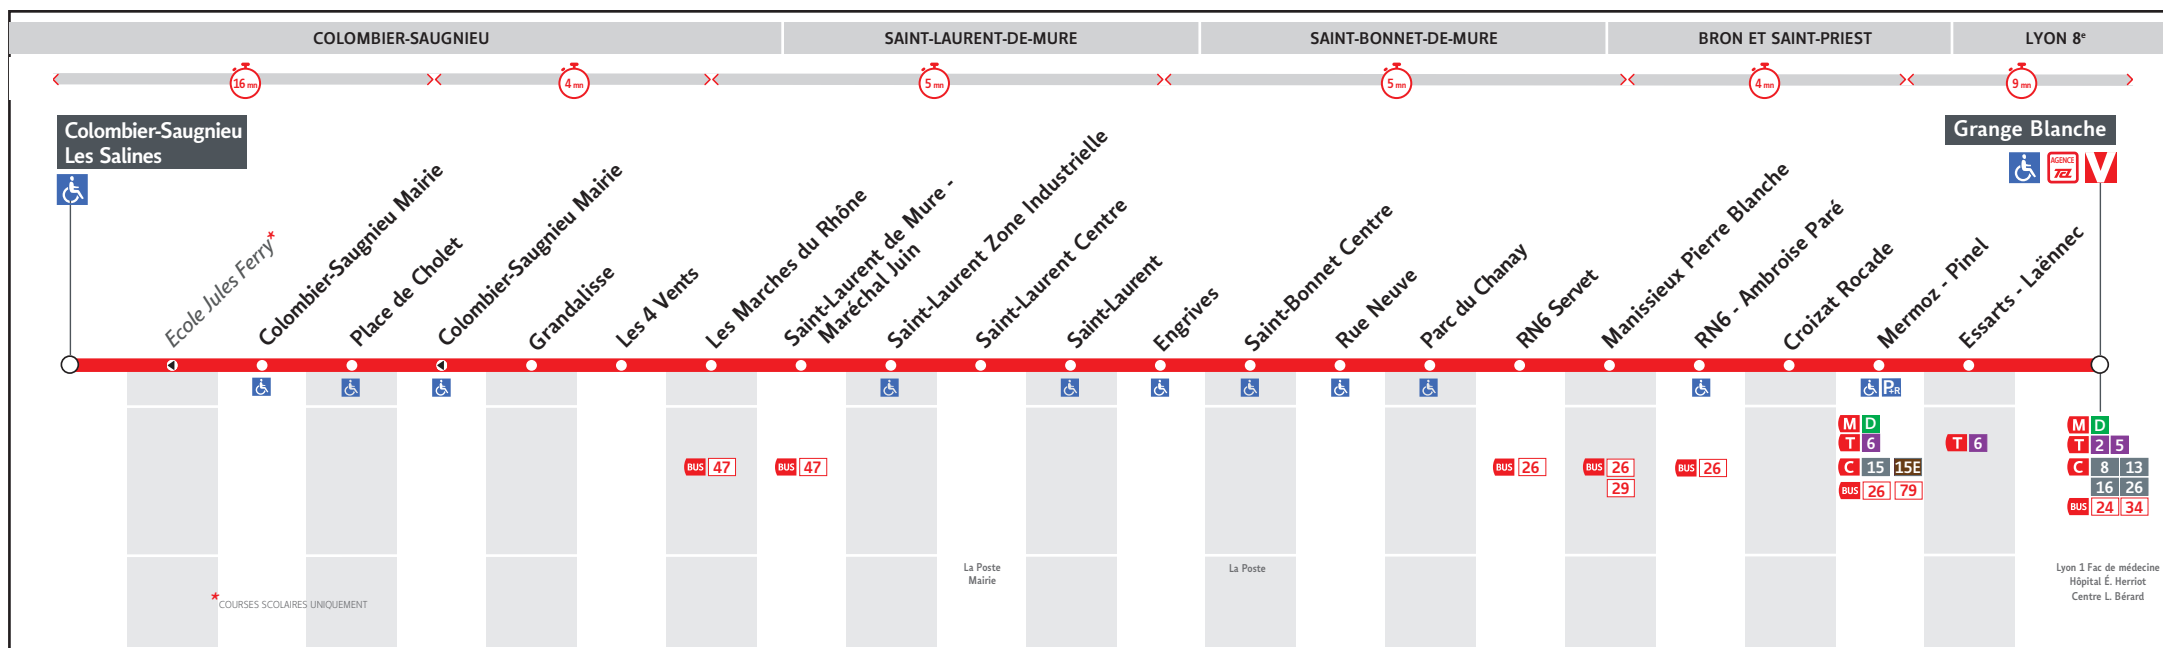 COLOMBIER-SAUGNIEU
SAINT-LAURENT-DE-MURE
SAINT-BONNET-DE-MURE
BRON ET SAINT-PRIEST
LYON 8e
16 mn
4 mn
5 mn
5 mn
4 mn
9 mn
Colombier-Saugnieu
Les Salines
Grange Blanche
AGENCE
TCL
Ecole Jules Ferry*
Colombier-Saugnieu Mairie
Place de Cholet
Colombier-Saugnieu Mairie
Grandalisse
Les 4 Vents
Les Marches du Rhône
Saint-Laurent de Mure -
Maréchal Juin
Saint-Laurent Zone Industrielle
Saint-Laurent Centre
Saint-Laurent
Engrives
Saint-Bonnet Centre
Rue Neuve
Parc du Chanay
RN6 Servet
Manissieux Pierre Blanche
RN6 - Ambroise Paré
Croizat Rocade
Mermoz - Pinel
Essarts - Laënnec
P+R
BUS 47
BUS 47
BUS 26
BUS 26
29
BUS 26
M D
T 6
C 15 15E
BUS 26 79
T 6
M D
T 2 5
C 8 13
16 26
BUS 24 34
La Poste
Mairie
La Poste
Lyon 1 Fac de médecine
Hôpital É. Herriot
Centre L. Bérard
*COURSES SCOLAIRES UNIQUEMENT